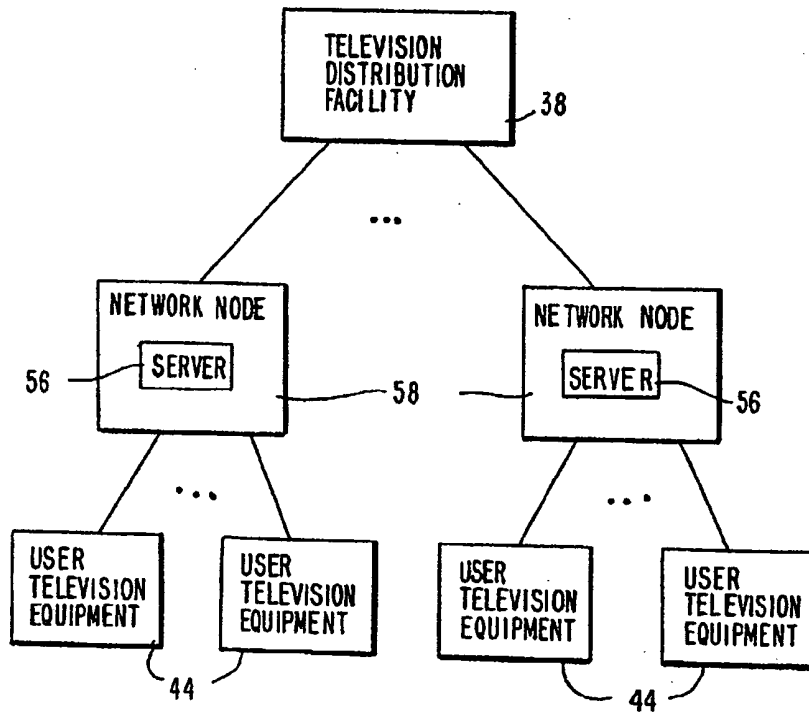 TELEVISION
DISTRIBUTION
FACILITY
38
...
NETWORK NODE
SERVER
56
58
NETWORK NODE
SERVER
56
...
...
USER
TELEVISION
EQUIPMENT
USER
TELEVISION
EQUIPMENT
44
USER
TELEVISION
EQUIPMENT
USER
TELEVISION
EQUIPMENT
44